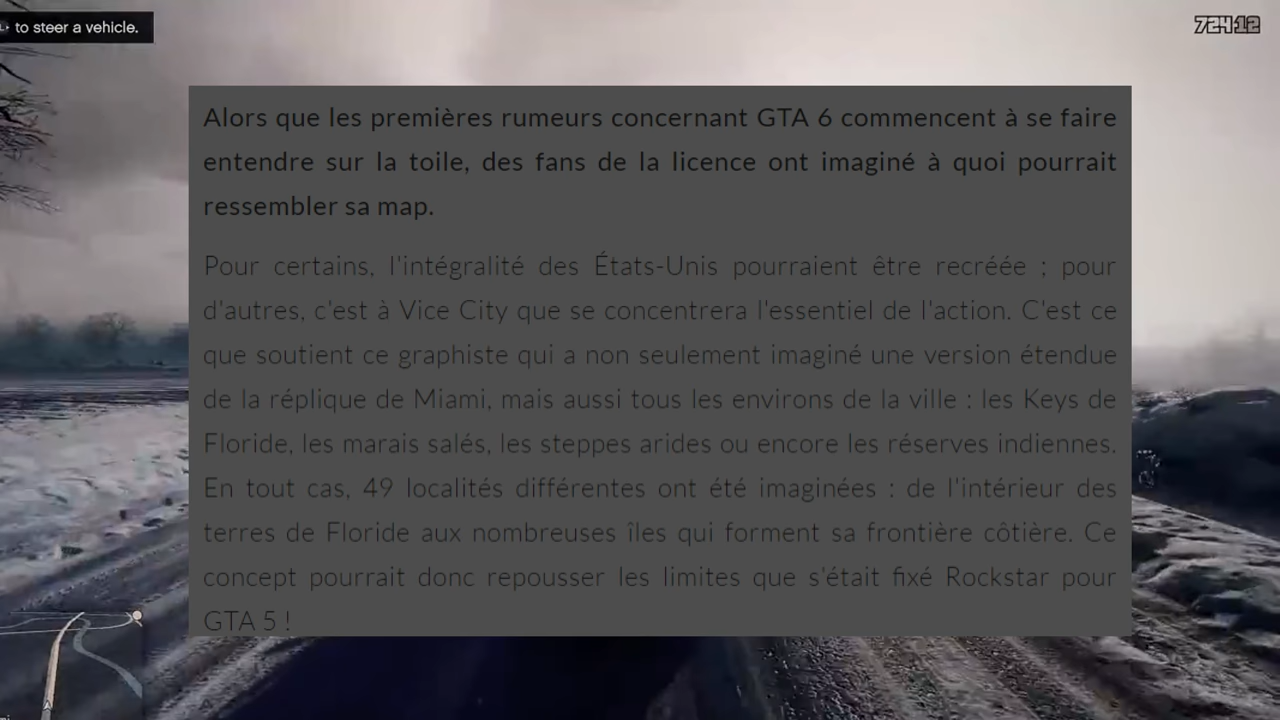 to steer a vehicle.
724:12
Alors que les premières rumeurs concernant GTA 6 commencent à se faire
entendre sur la toile, des fans de la licence ont imaginé à quoi pourrait
ressembler sa map.
Pour certains, l'intégralité des États-Unis pourraient être recréée ; pour
d'autres, c'est à Vice City que se concentrera l'essentiel de l'action. C'est ce
que soutient ce graphiste qui a non seulement imaginé une version étendue
de la réplique de Miami, mais aussi tous les environs de la ville : les Keys de
Floride, les marais salés, les steppes arides ou encore les réserves indiennes.
En tout cas, 49 localités différentes ont été imaginées : de l'intérieur des
terres de Floride aux nombreuses îles qui forment sa frontière côtière. Ce
concept pourrait donc repousser les limites que s'était fixé Rockstar pour
GTA 5 !